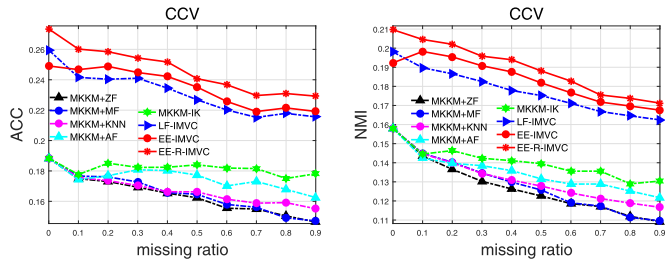 CCV
ACC
0.26
0.24
0.22
0.2
0.18
0.16
MKKM+ZF
MKKM+MF
MKKM+KNN
MKKM+AF
MKKM-IK
LF-IMVC
EE-IMVC
EE-R-IMVC
0 0.1 0.2 0.3 0.4 0.5 0.6 0.7 0.8 0.9
missing ratio
CCV
NMI
0.21
0.2
0.19
0.18
0.17
0.16
0.15
0.14
0.13
0.12
0.11
MKKM+ZF
MKKM+MF
MKKM+KNN
MKKM+AF
MKKM-IK
LF-IMVC
EE-IMVC
EE-R-IMVC
0 0.1 0.2 0.3 0.4 0.5 0.6 0.7 0.8 0.9
missing ratio